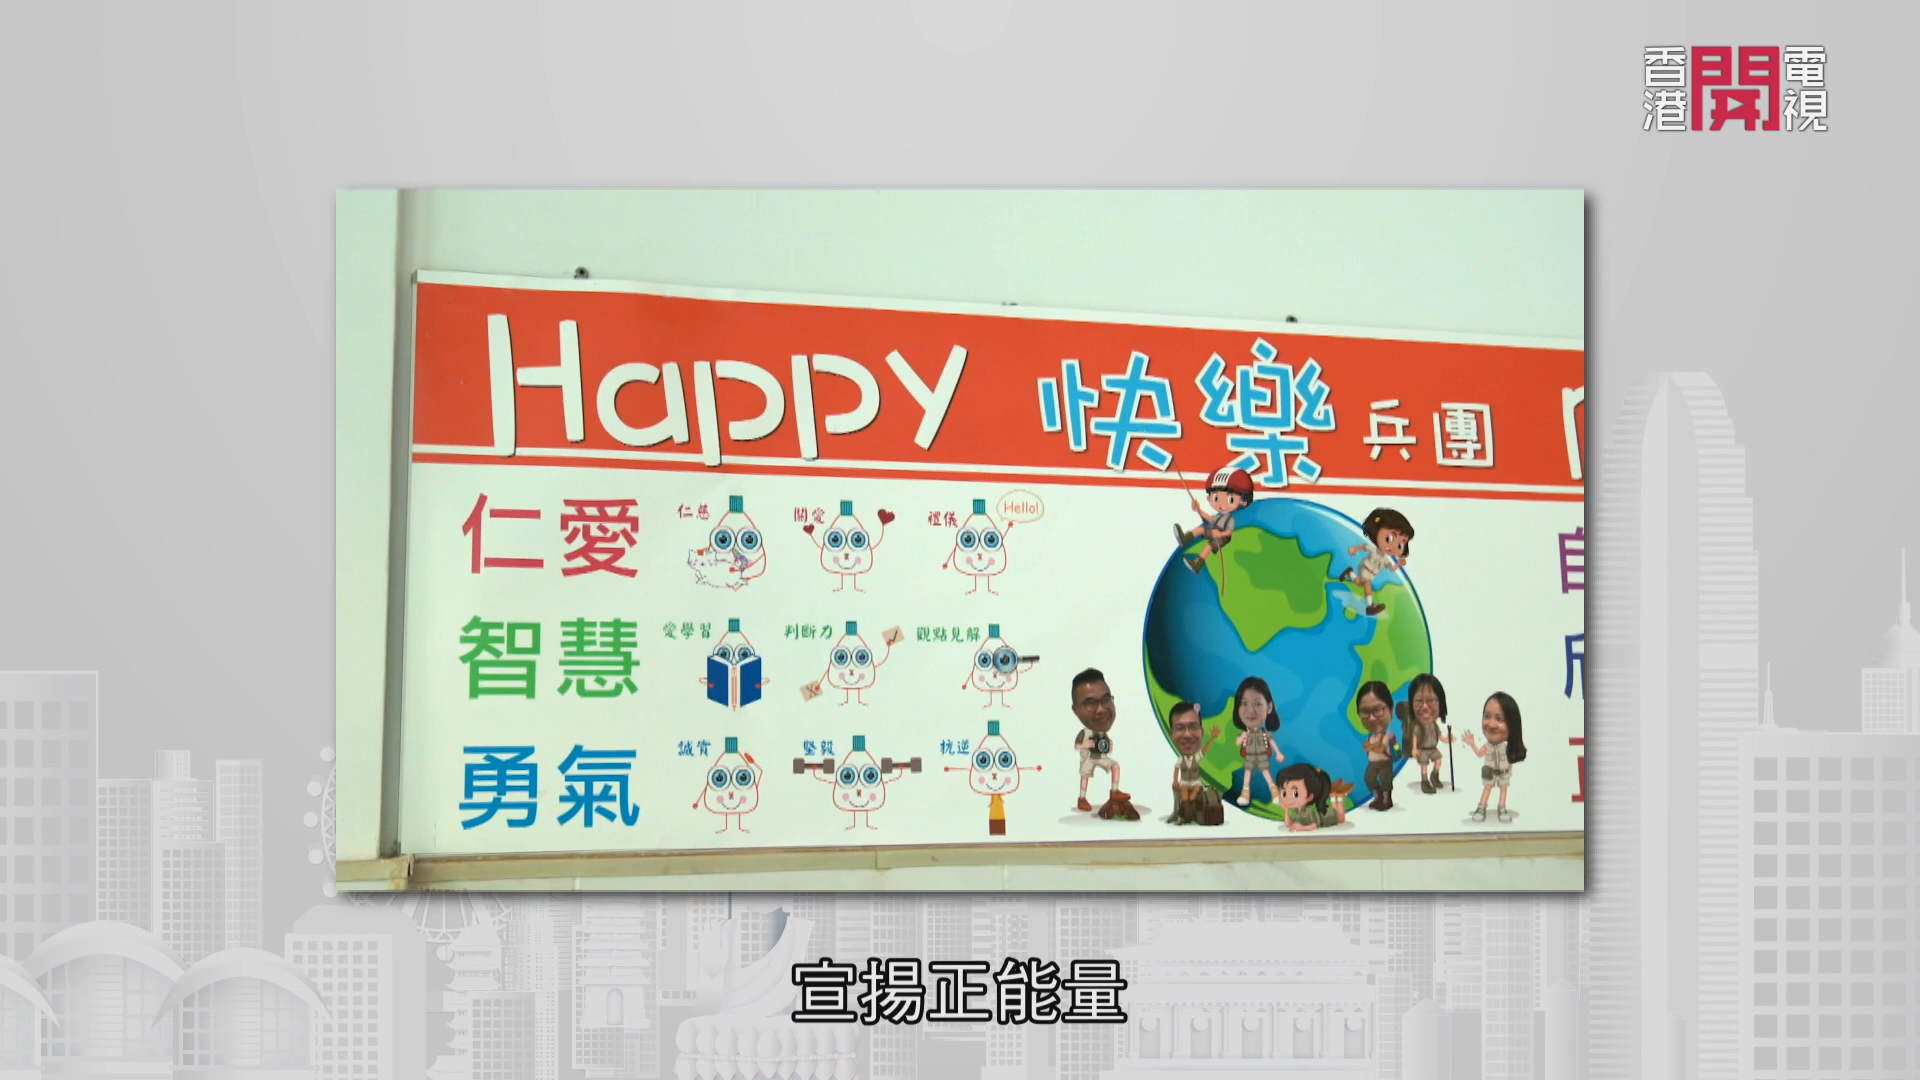 香港開電視
Happy 快樂兵團
仁愛 仁慈 關愛 禮儀 Hello!
智慧 愛學習 判斷力 觀點見解
勇氣 誠實 堅毅 抗逆
宣揚正能量